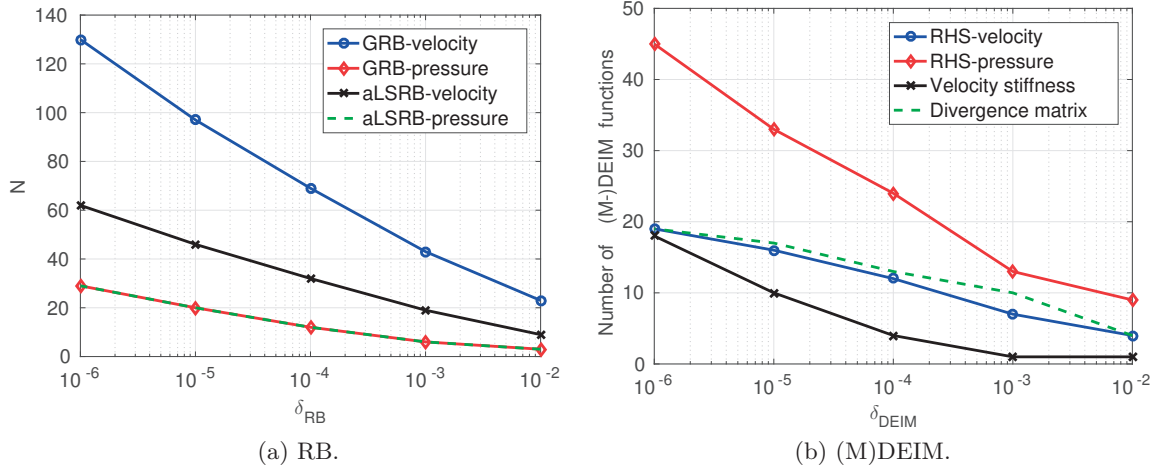 140
120
100
80
60
40
20
0
N
GRB-velocity
GRB-pressure
aLSRB-velocity
aLSRB-pressure
10^-6
10^-5
10^-4
10^-3
10^-2
δ_RB
(a) RB.
50
40
30
20
10
0
Number of (M-)DEIM functions
RHS-velocity
RHS-pressure
Velocity stiffness
Divergence matrix
10^-6
10^-5
10^-4
10^-3
10^-2
δ_DEIM
(b) (M)DEIM.